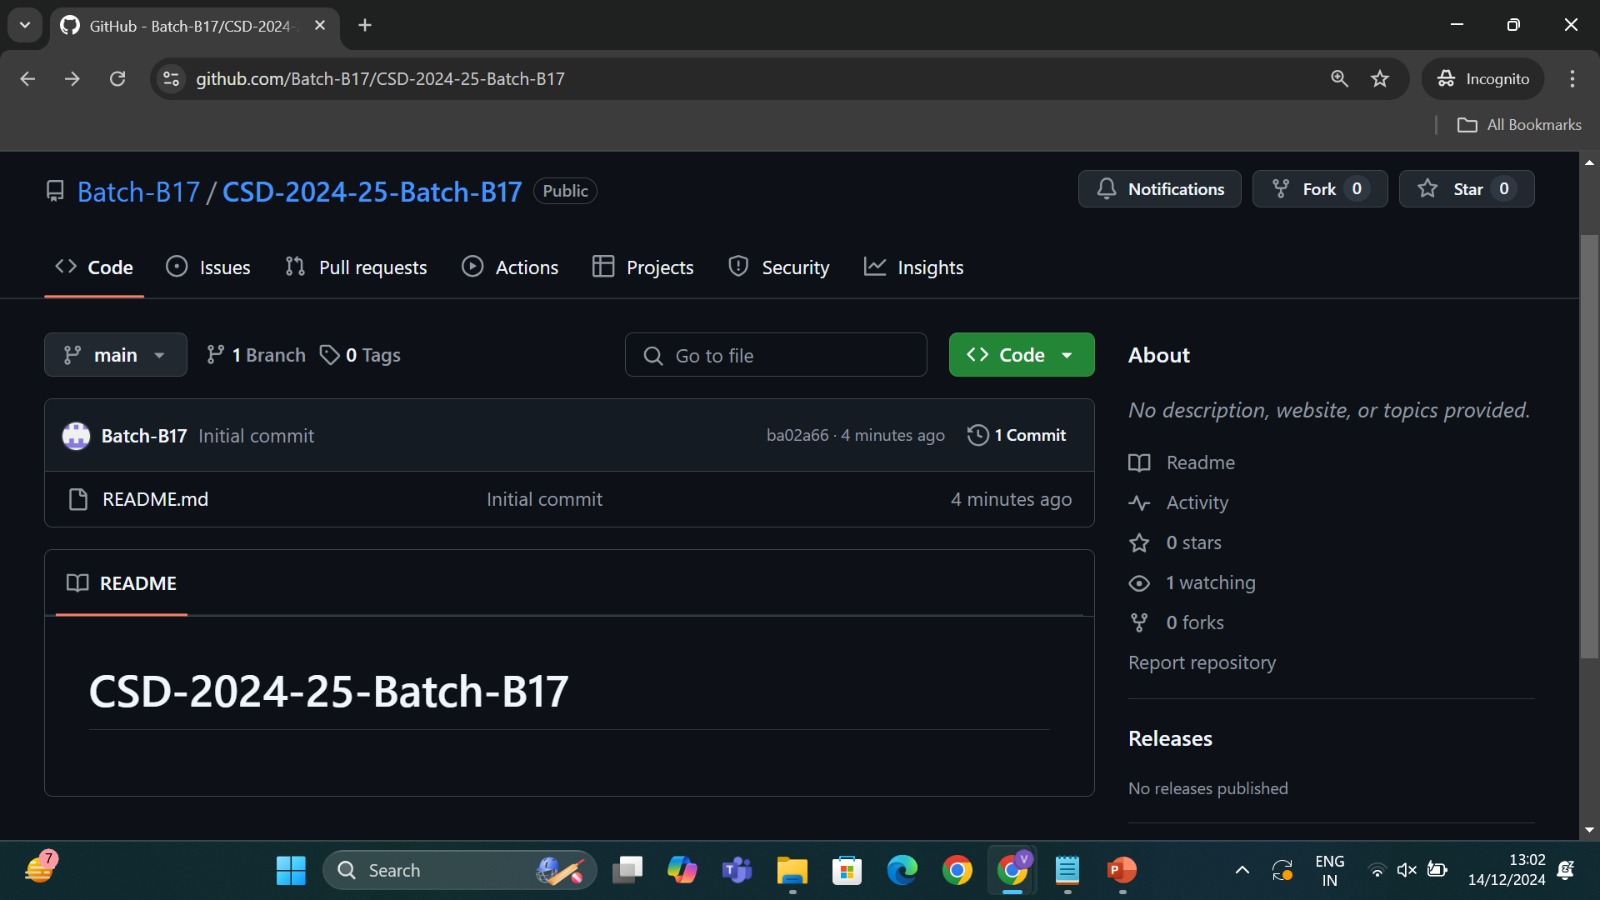 GitHub - Batch-B17/CSD-2024-
github.com/Batch-B17/CSD-2024-25-Batch-B17
Incognito
All Bookmarks
Batch-B17 / CSD-2024-25-Batch-B17 Public
Notifications
Fork 0
Star 0
Code
Issues
Pull requests
Actions
Projects
Security
Insights
main
1 Branch
0 Tags
Go to file
Code
Batch-B17 Initial commit
ba02a66 · 4 minutes ago
1 Commit
README.md Initial commit 4 minutes ago
README
CSD-2024-25-Batch-B17
About
No description, website, or topics provided.
Readme
Activity
0 stars
1 watching
0 forks
Report repository
Releases
No releases published
7
Search
ENG
IN
13:02
14/12/2024